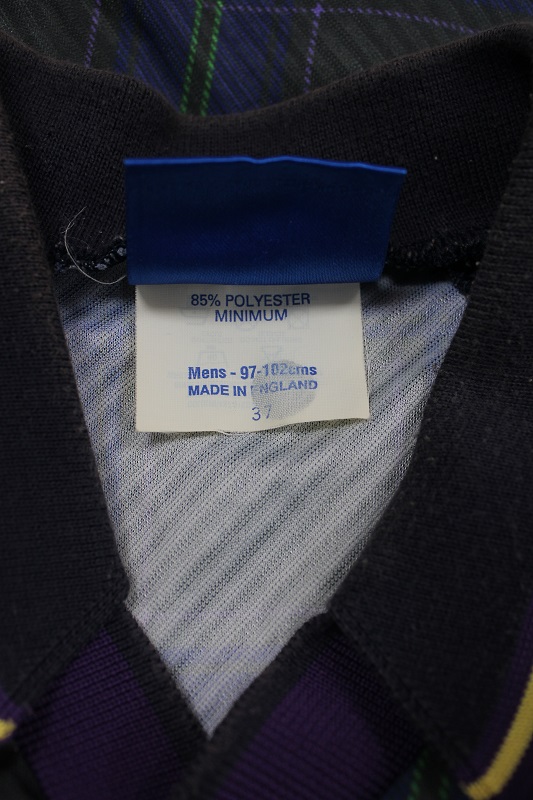 85% POLYESTER
MINIMUM
Mens - 97-102cms
MADE IN ENGLAND
37